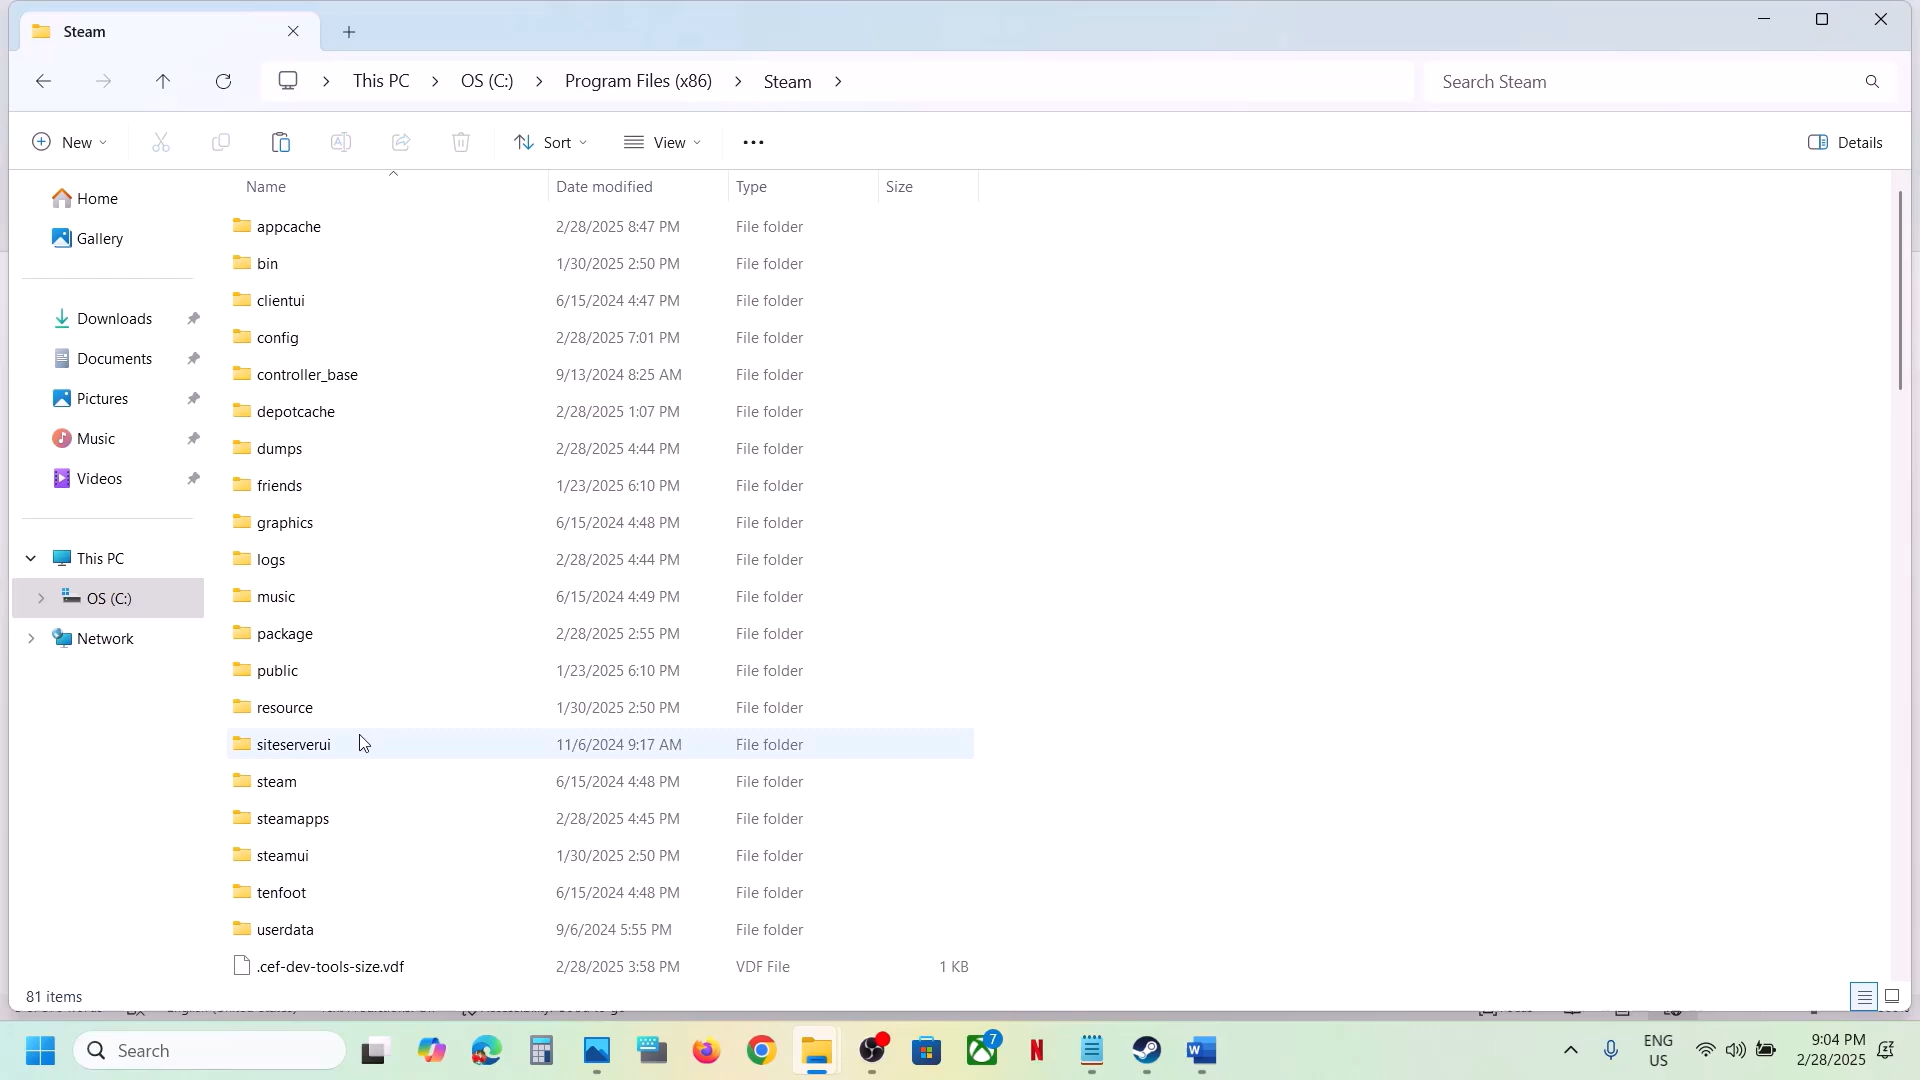 Steam
This PC
OS (C:)
Program Files (x86)
Steam
Search Steam
New
Sort
View
Details
Name
Date modified
Type
Size
Home
Gallery
Downloads
Documents
Pictures
Music
Videos
This PC
OS (C:)
Network
appcache 2/28/2025 8:47 PM File folder
bin 1/30/2025 2:50 PM File folder
clientui 6/15/2024 4:47 PM File folder
config 2/28/2025 7:01 PM File folder
controller_base 9/13/2024 8:25 AM File folder
depotcache 2/28/2025 1:07 PM File folder
dumps 2/28/2025 4:44 PM File folder
friends 1/23/2025 6:10 PM File folder
graphics 6/15/2024 4:48 PM File folder
logs 2/28/2025 4:44 PM File folder
music 6/15/2024 4:49 PM File folder
package 2/28/2025 2:55 PM File folder
public 1/23/2025 6:10 PM File folder
resource 1/30/2025 2:50 PM File folder
siteserverui 11/6/2024 9:17 AM File folder
steam 6/15/2024 4:48 PM File folder
steamapps 2/28/2025 4:45 PM File folder
steamui 1/30/2025 2:50 PM File folder
tenfoot 6/15/2024 4:48 PM File folder
userdata 9/6/2024 5:55 PM File folder
.cef-dev-tools-size.vdf 2/28/2025 3:58 PM VDF File 1 KB
81 items
Search
7
ENG
US
9:04 PM
2/28/2025